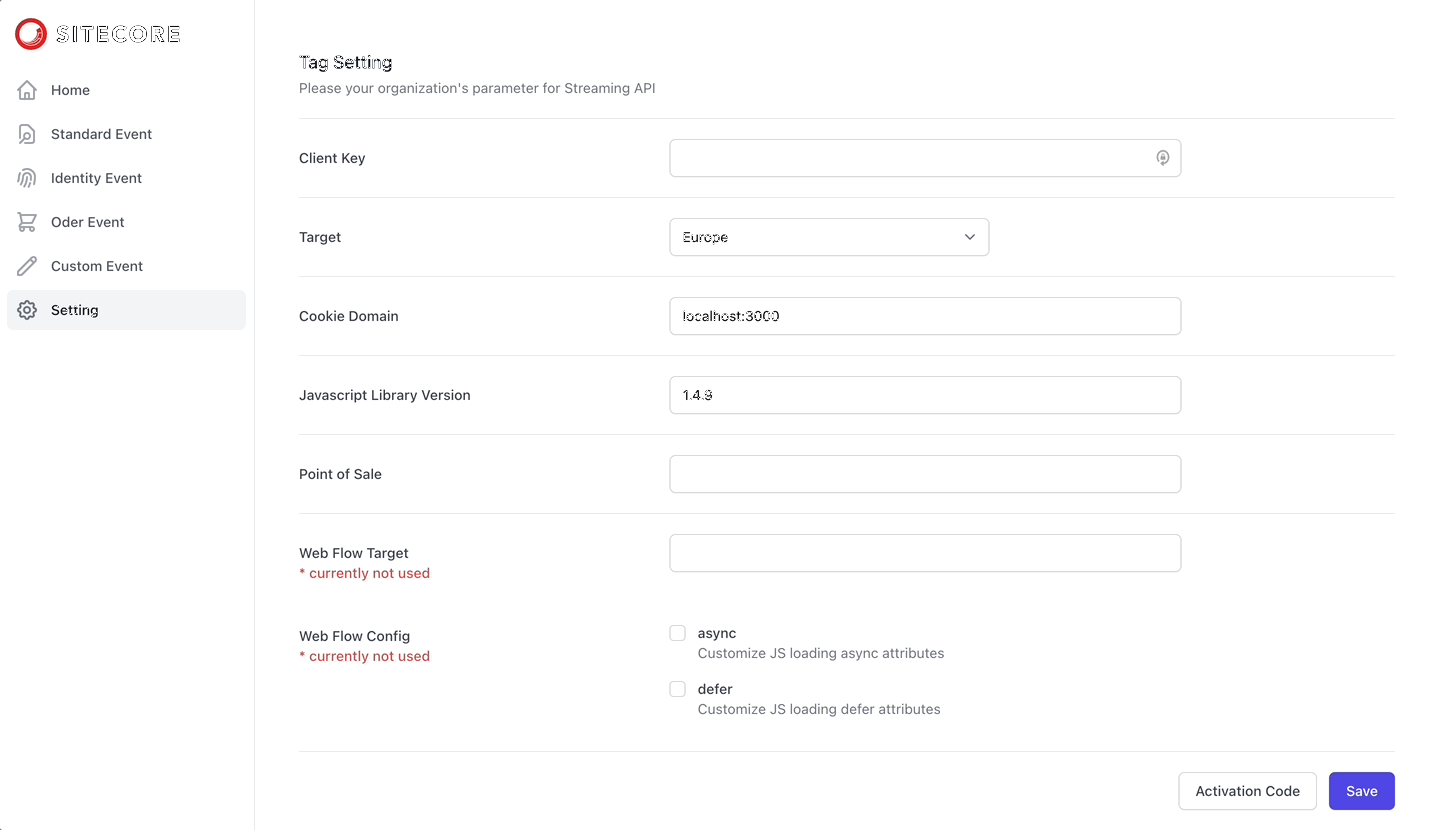 SITECORE
Home
Standard Event
Identity Event
Oder Event
Custom Event
Setting
Tag Setting
Please your organization's parameter for Streaming API
Client Key
Target
Europe
Cookie Domain
localhost:3000
Javascript Library Version
1.4.9
Point of Sale
Web Flow Target
* currently not used
Web Flow Config
* currently not used
async
Customize JS loading async attributes
defer
Customize JS loading defer attributes
Activation Code
Save